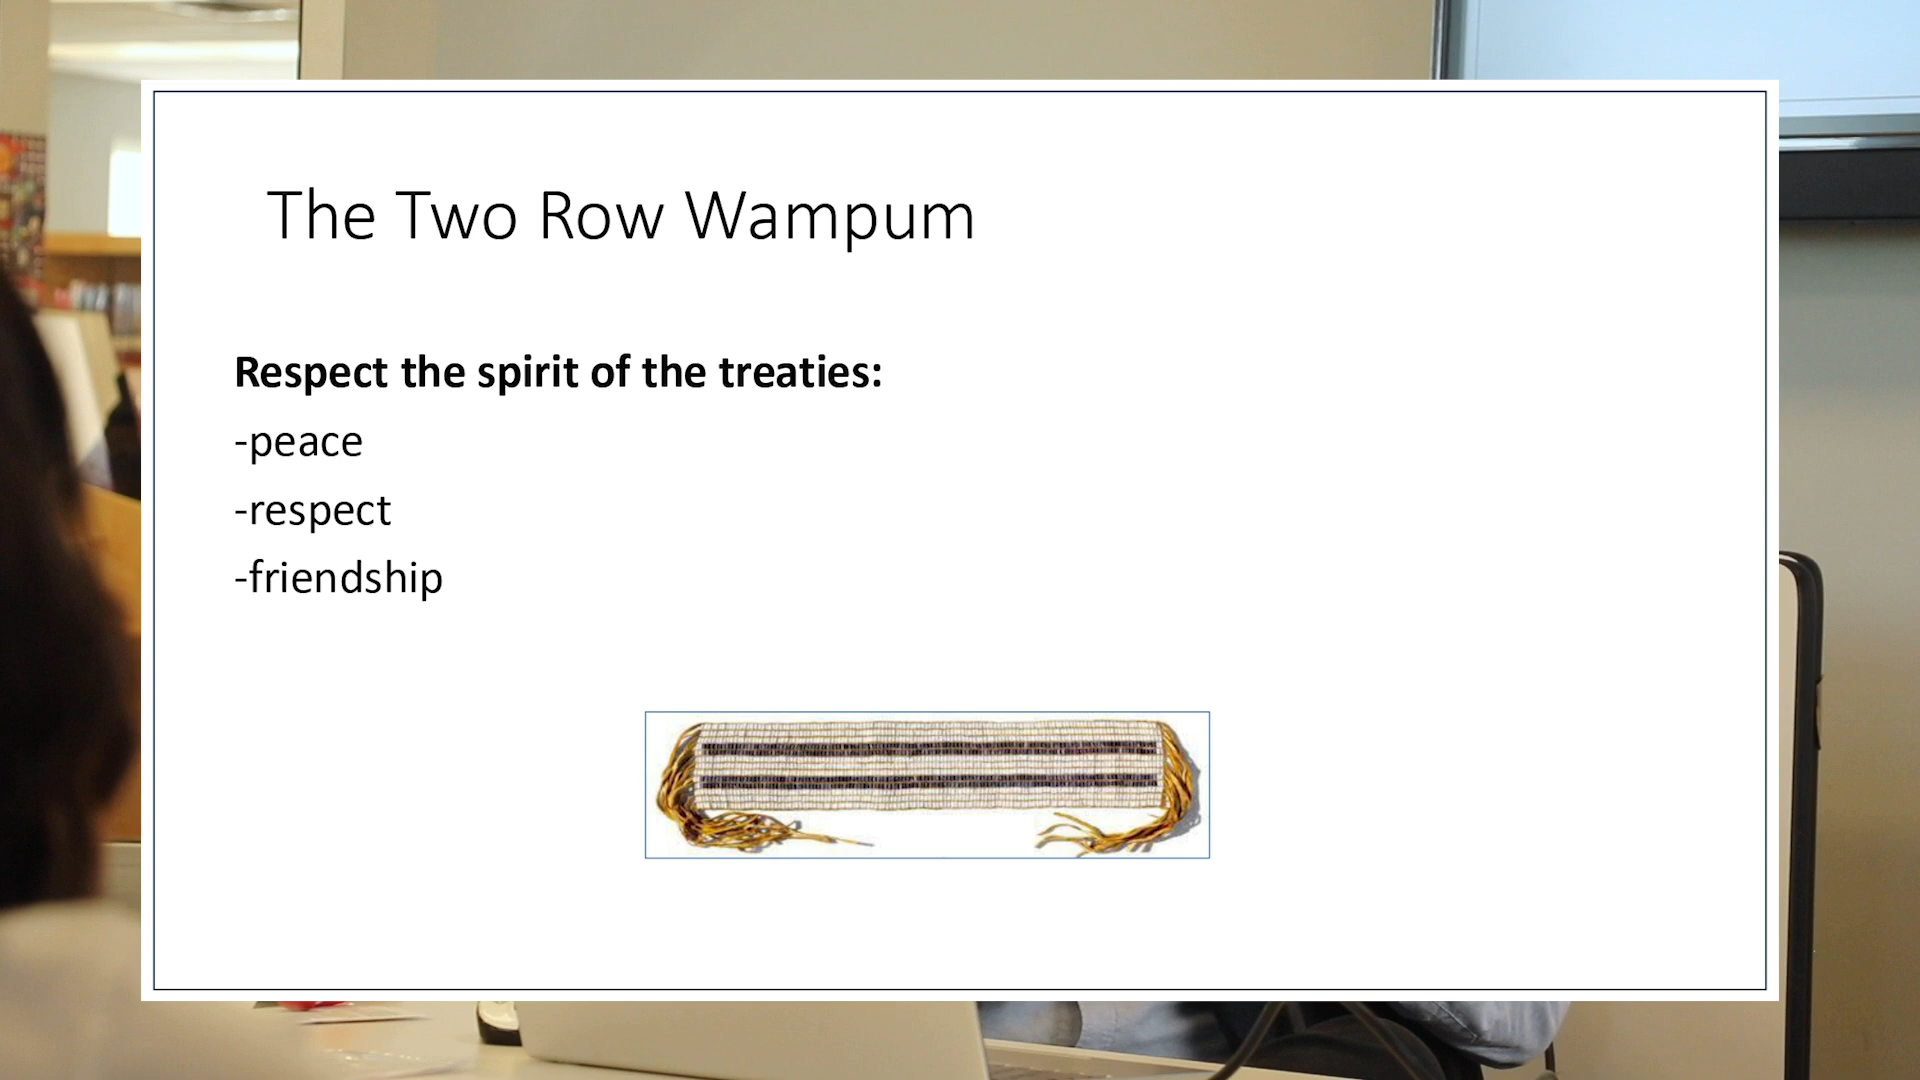 The Two Row Wampum
Respect the spirit of the treaties:
-peace
-respect
-friendship